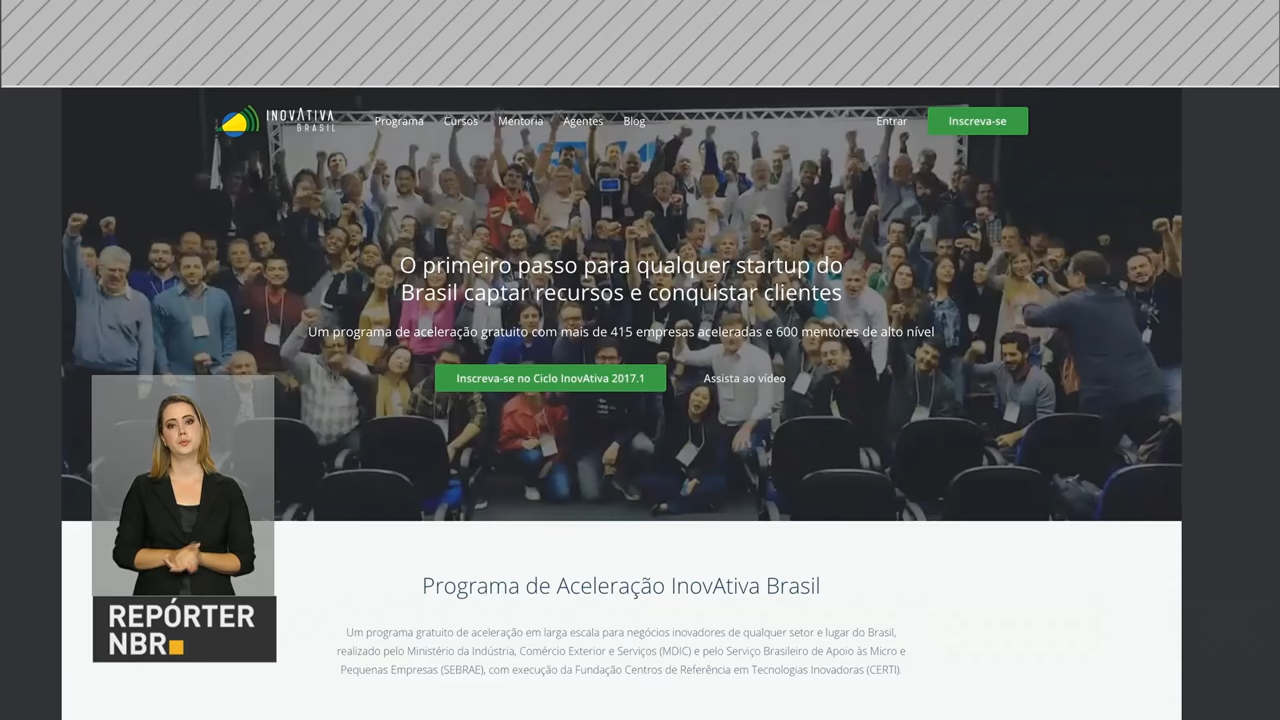 INOVATIVA
BRASIL
Programa Cursos Mentoria Agentes Blog Entrar Inscreva-se
O primeiro passo para qualquer startup do
Brasil captar recursos e conquistar clientes
Um programa de aceleração gratuito com mais de 415 empresas aceleradas e 600 mentores de alto nível
Inscreva-se no Ciclo InovAtiva 2017.1 Assista ao vídeo
REPÓRTER
NBR
Programa de Aceleração InovAtiva Brasil
Um programa gratuito de aceleração em larga escala para negócios inovadores de qualquer setor e lugar do Brasil,
realizado pelo Ministério da Indústria, Comércio Exterior e Serviços (MDIC) e pelo Serviço Brasileiro de Apoio às Micro e
Pequenas Empresas (SEBRAE), com execução da Fundação Centros de Referência em Tecnologias Inovadoras (CERTI).